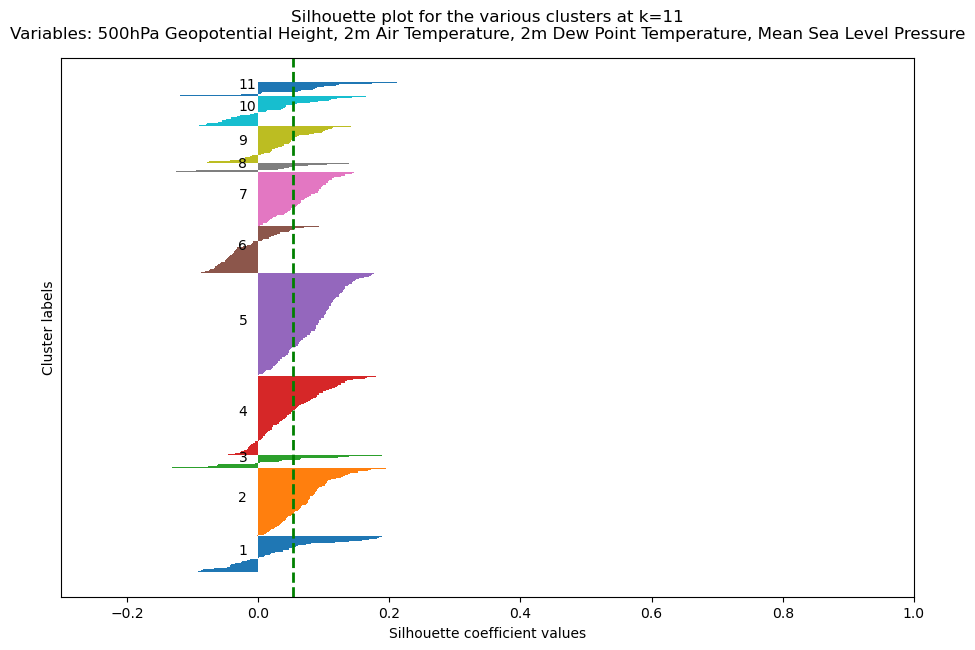 Silhouette plot for the various clusters at k=11
Variables: 500hPa Geopotential Height, 2m Air Temperature, 2m Dew Point Temperature, Mean Sea Level Pressure
11
10
9
8
7
6
5
4
3
2
1
Cluster labels
−0.2 0.0 0.2 0.4 0.6 0.8 1.0
Silhouette coefficient values